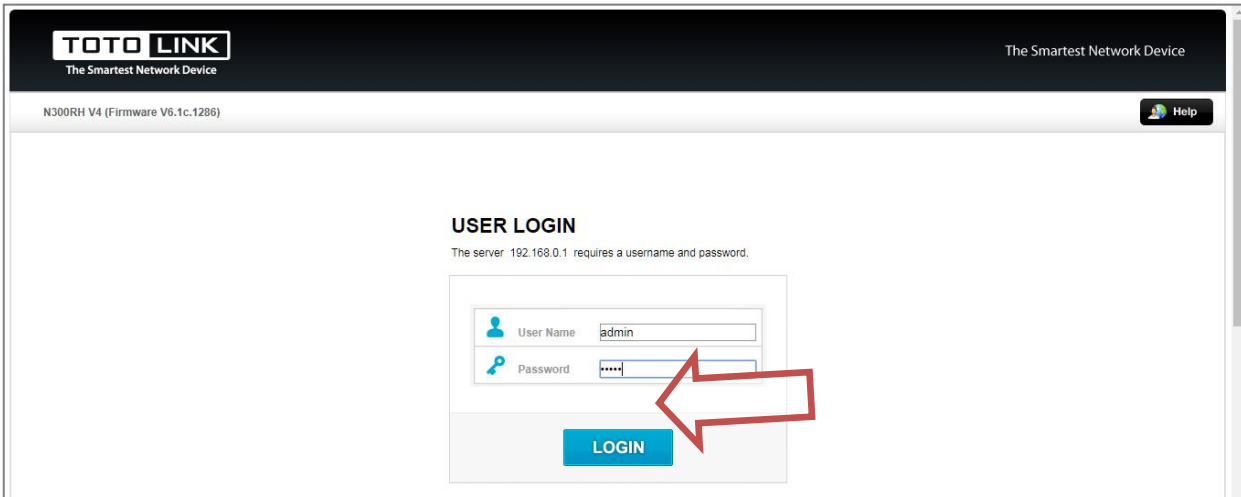 TOTO LINK
The Smartest Network Device
The Smartest Network Device
N300RH V4 (Firmware V6.1c.1286)
Help
USER LOGIN
The server 192.168.0.1 requires a username and password.
User Name admin
Password •••••
LOGIN